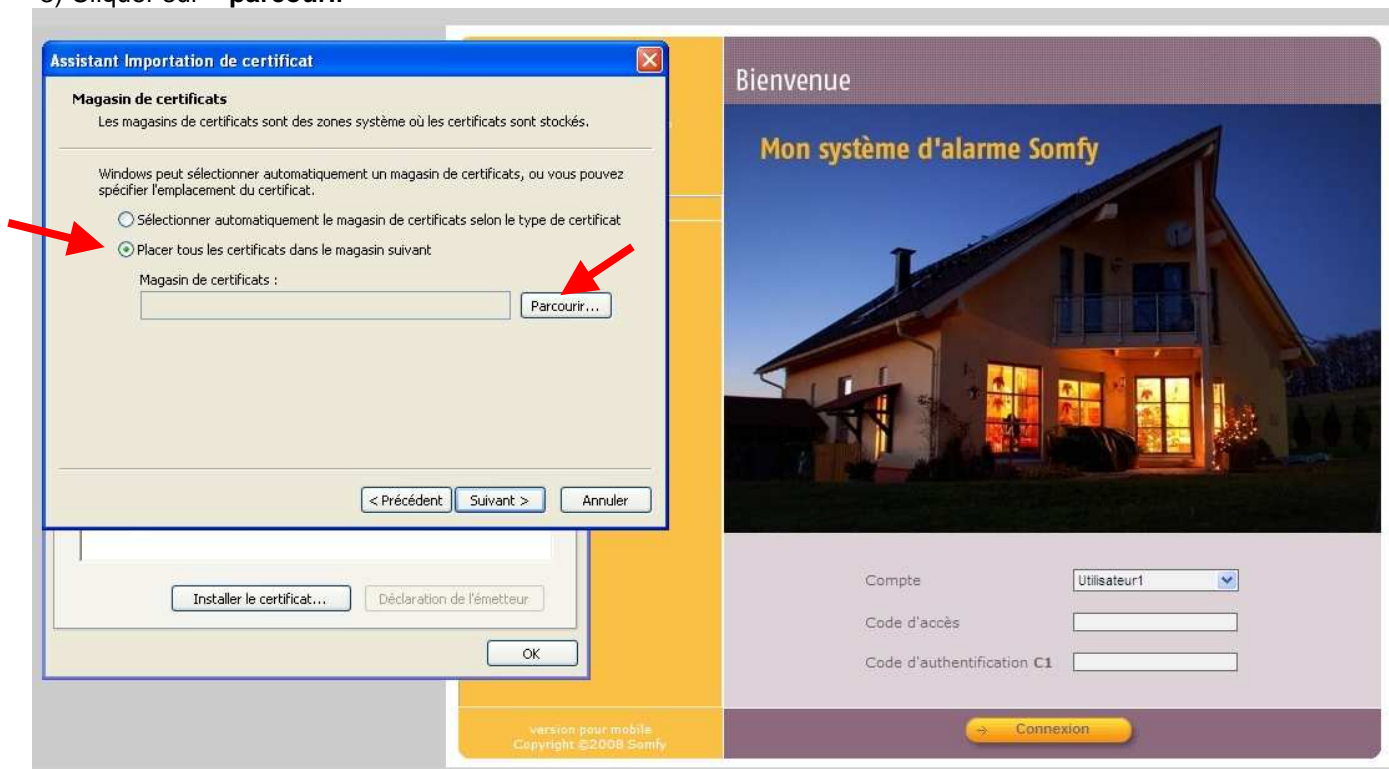 Cliquer sur parcourir
Assistant Importation de certificat
Magasin de certificats
Les magasins de certificats sont des zones système où les certificats sont stockés.
Windows peut sélectionner automatiquement un magasin de certificats, ou vous pouvez
spécifier l'emplacement du certificat.
Sélectionner automatiquement le magasin de certificats selon le type de certificat
Placer tous les certificats dans le magasin suivant
Magasin de certificats :
Parcourir...
< Précédent
Suivant >
Annuler
Installer le certificat...
Déclaration de l'émetteur
OK
Bienvenue
Mon système d'alarme Somfy
Compte
Utilisateur1
Code d'accès
Code d'authentification C1
version pour mobile
Copyright ©2008 Somfy
Connexion